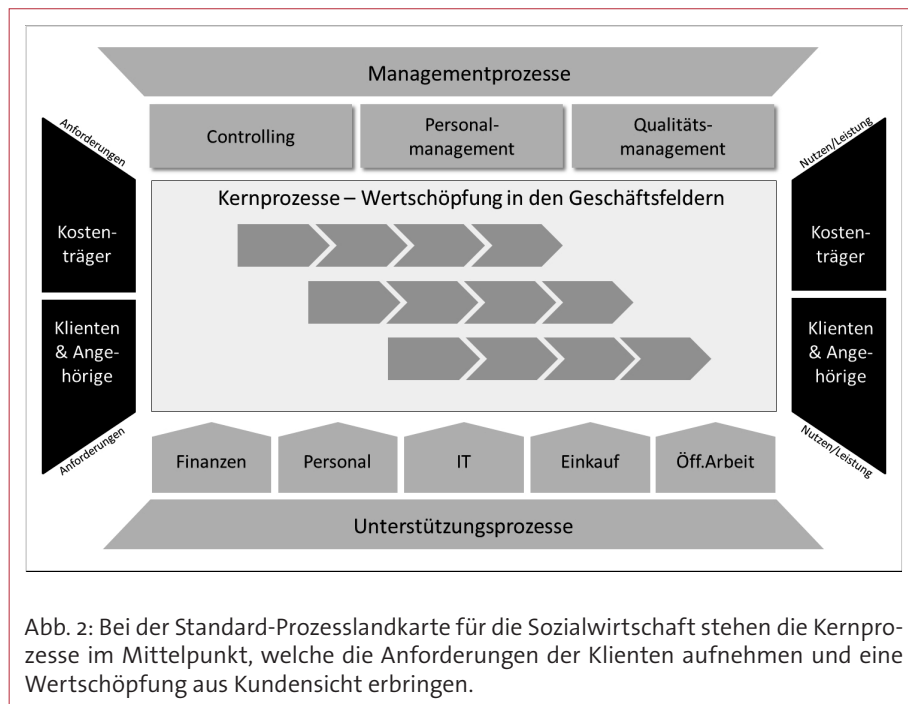 Managementprozesse
Controlling
Personal-
management
Qualitäts-
management
Anforderungen
Kosten-
träger
Klienten
& Ange-
hörige
Anforderungen
Kernprozesse – Wertschöpfung in den Geschäftsfeldern
Nutzen/Leistung
Kosten-
träger
Klienten
& Ange-
hörige
Nutzen/Leistung
Finanzen
Personal
IT
Einkauf
Öff.Arbeit
Unterstützungsprozesse
Abb. 2: Bei der Standard-Prozesslandkarte für die Sozialwirtschaft stehen die Kernpro-
zesse im Mittelpunkt, welche die Anforderungen der Klienten aufnehmen und eine
Wertschöpfung aus Kundensicht erbringen.